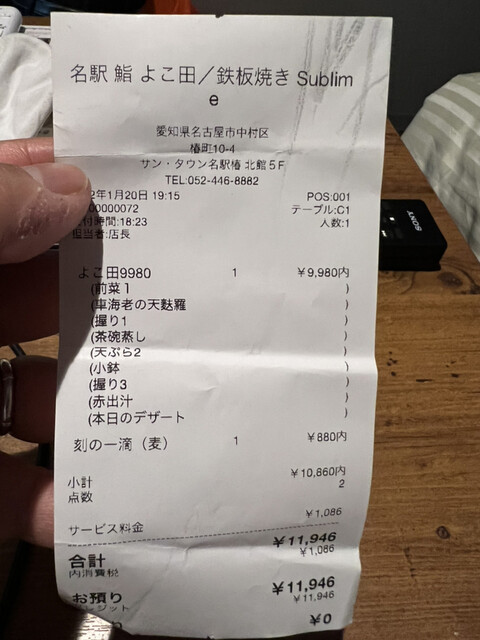 名駅 鮨 よこ田/鉄板焼き Sublim
e
愛知県名古屋市中村区
椿町10-4
サン・タウン名駅椿 北館5F
TEL:052-446-8882
2年1月20日 19:15 POS:001
00000072 テーブル:C1
付時間:18:23 人数:1
担当者:店長
よこ田9980 1 ¥9,980内
(前菜1 )
(車海老の天麩羅 )
(握り1 )
(茶碗蒸し )
(天ぷら2 )
(小鉢 )
(握り3 )
(赤出汁 )
(本日のデザート )
刻の一滴(麦) 1 ¥880内
小計 ¥10,860内
点数 2
サービス料金 ¥1,086
合計 ¥11,946
内消費税 ¥1,086
お預り ¥11,946
ジット ¥11,946
り ¥0
SONY